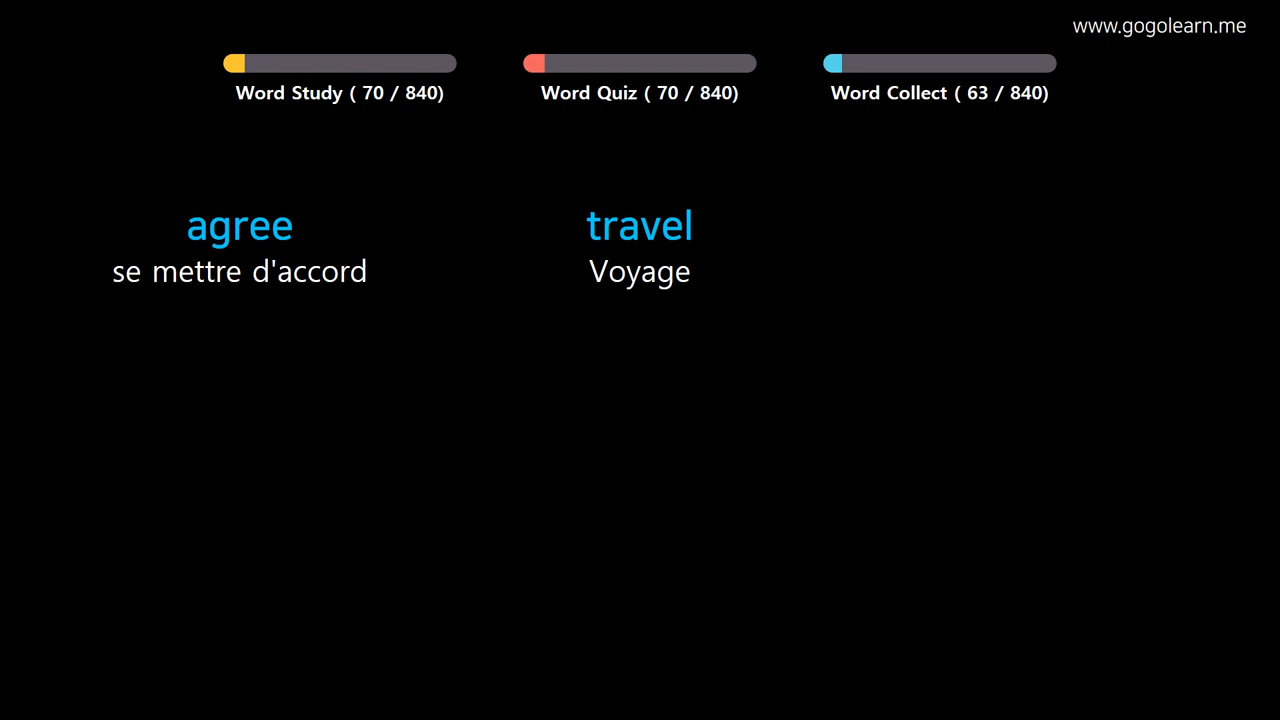 www.gogolearn.me
Word Study ( 70 / 840)
Word Quiz ( 70 / 840)
Word Collect ( 63 / 840)
agree
se mettre d'accord
travel
Voyage